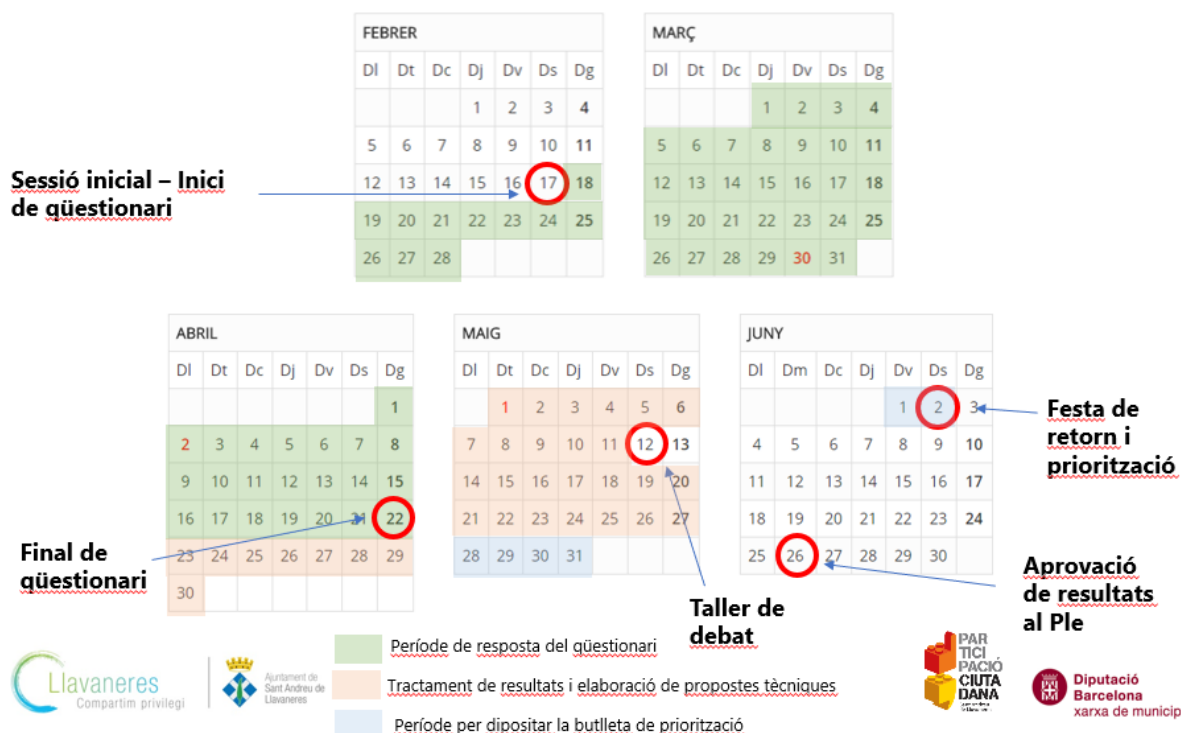 FEBRER
Dl Dt Dc Dj Dv Ds Dg
1 2 3 4
5 6 7 8 9 10 11
12 13 14 15 16 17 18
19 20 21 22 23 24 25
26 27 28
MARÇ
Dl Dt Dc Dj Dv Ds Dg
1 2 3 4
5 6 7 8 9 10 11
12 13 14 15 16 17 18
19 20 21 22 23 24 25
26 27 28 29 30 31
Sessió inicial – Inici
de qüestionari
ABRIL
Dl Dt Dc Dj Dv Ds Dg
1
2 3 4 5 6 7 8
9 10 11 12 13 14 15
16 17 18 19 20 21 22
23 24 25 26 27 28 29
30
MAIG
Dl Dt Dc Dj Dv Ds Dg
1 2 3 4 5 6
7 8 9 10 11 12 13
14 15 16 17 18 19 20
21 22 23 24 25 26 27
28 29 30 31
JUNY
Dl Dm Dc Dj Dv Ds Dg
1 2 3
4 5 6 7 8 9 10
11 12 13 14 15 16 17
18 19 20 21 22 23 24
25 26 27 28 29 30
Festa de
retorn i
priorització
Final de
qüestionari
Taller de
debat
Aprovació
de resultats
al Ple
Període de resposta del qüestionari
Tractament de resultats i elaboració de propostes tècniques
Període per dipositar la butlleta de priorització
Llavaneres
Compartim privilegi
Ajuntament de
Sant Andreu de
Llavaneres
PAR
TICI
PACIÓ
CIUTA
DANA
Diputació
Barcelona
xarxa de municip